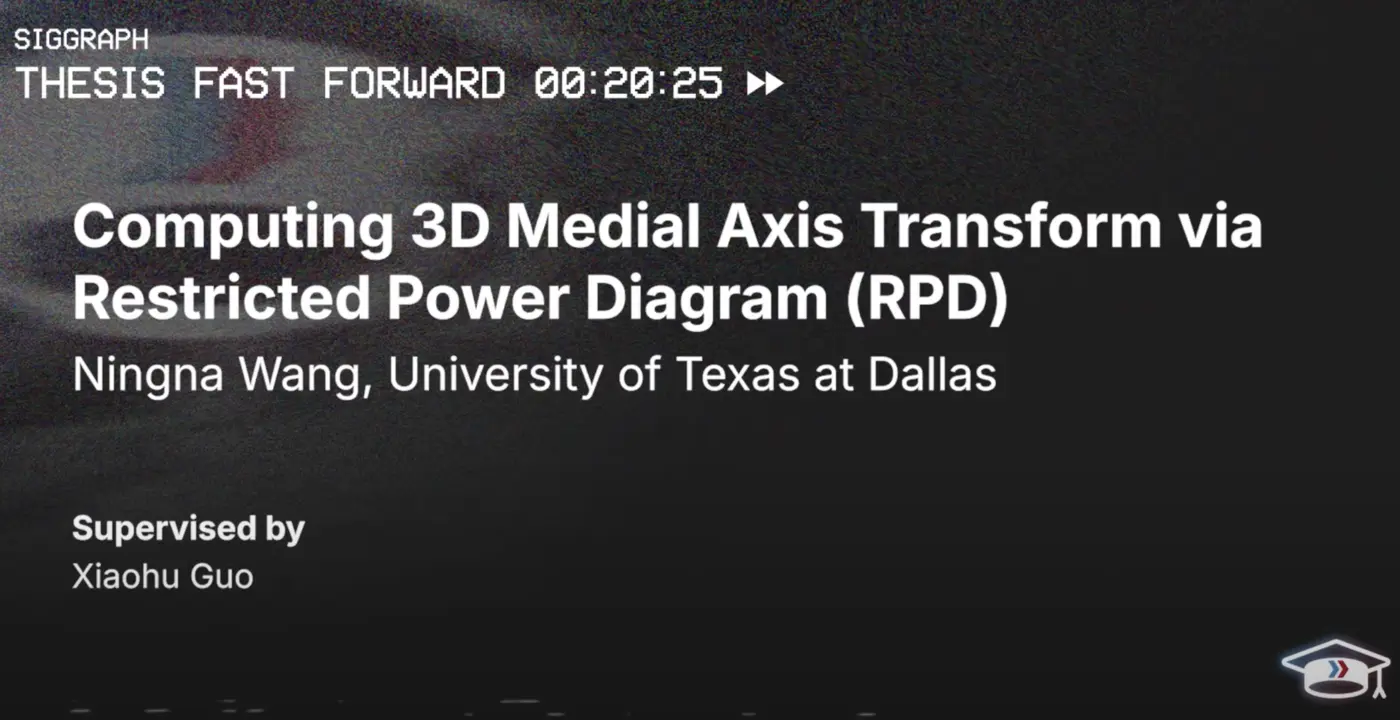 SIGGRAPH
THESIS FAST FORWARD 00:20:25
Computing 3D Medial Axis Transform via
Restricted Power Diagram (RPD)
Ningna Wang, University of Texas at Dallas
Supervised by
Xiaohu Guo